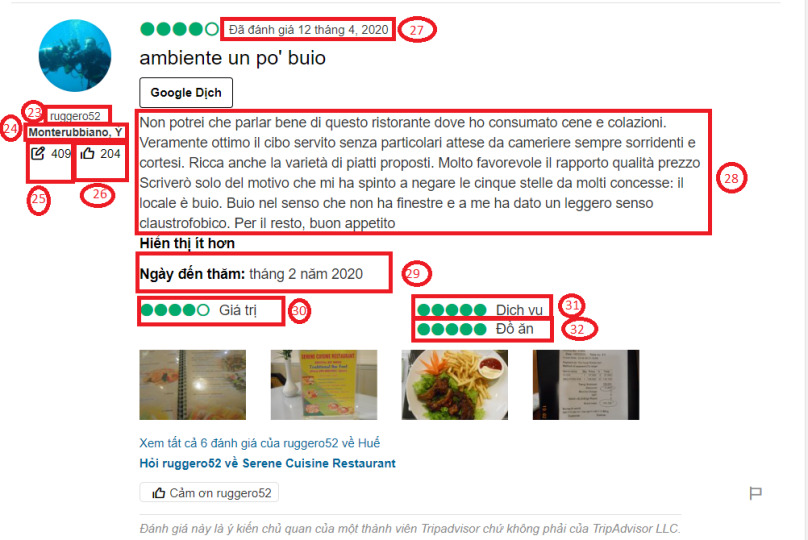 Đã đánh giá 12 tháng 4, 2020
27
ambiente un po' buio
Google Dịch
23
ruggero52
24
Monterubbiano, Y
409
204
25
26
Non potrei che parlar bene di questo ristorante dove ho consumato cene e colazioni.
Veramente ottimo il cibo servito senza particolari attese da cameriere sempre sorridenti e
cortesi. Ricca anche la varietà di piatti proposti. Molto favorevole il rapporto qualità prezzo
Scriverò solo del motivo che mi ha spinto a negare le cinque stelle da molti concesse: il
locale è buio. Buio nel senso che non ha finestre e a me ha dato un leggero senso
claustrofobico. Per il resto, buon appetito
28
Hiển thị ít hơn
Ngày đến thăm: tháng 2 năm 2020
29
Giá trị
30
Dịch vụ
31
Đồ ăn
32
SERENE CUISINE RESTAURANT
Xem tất cả 6 đánh giá của ruggero52 về Huế
Hỏi ruggero52 về Serene Cuisine Restaurant
Cảm ơn ruggero52
Đánh giá này là ý kiến chủ quan của một thành viên Tripadvisor chứ không phải của TripAdvisor LLC.